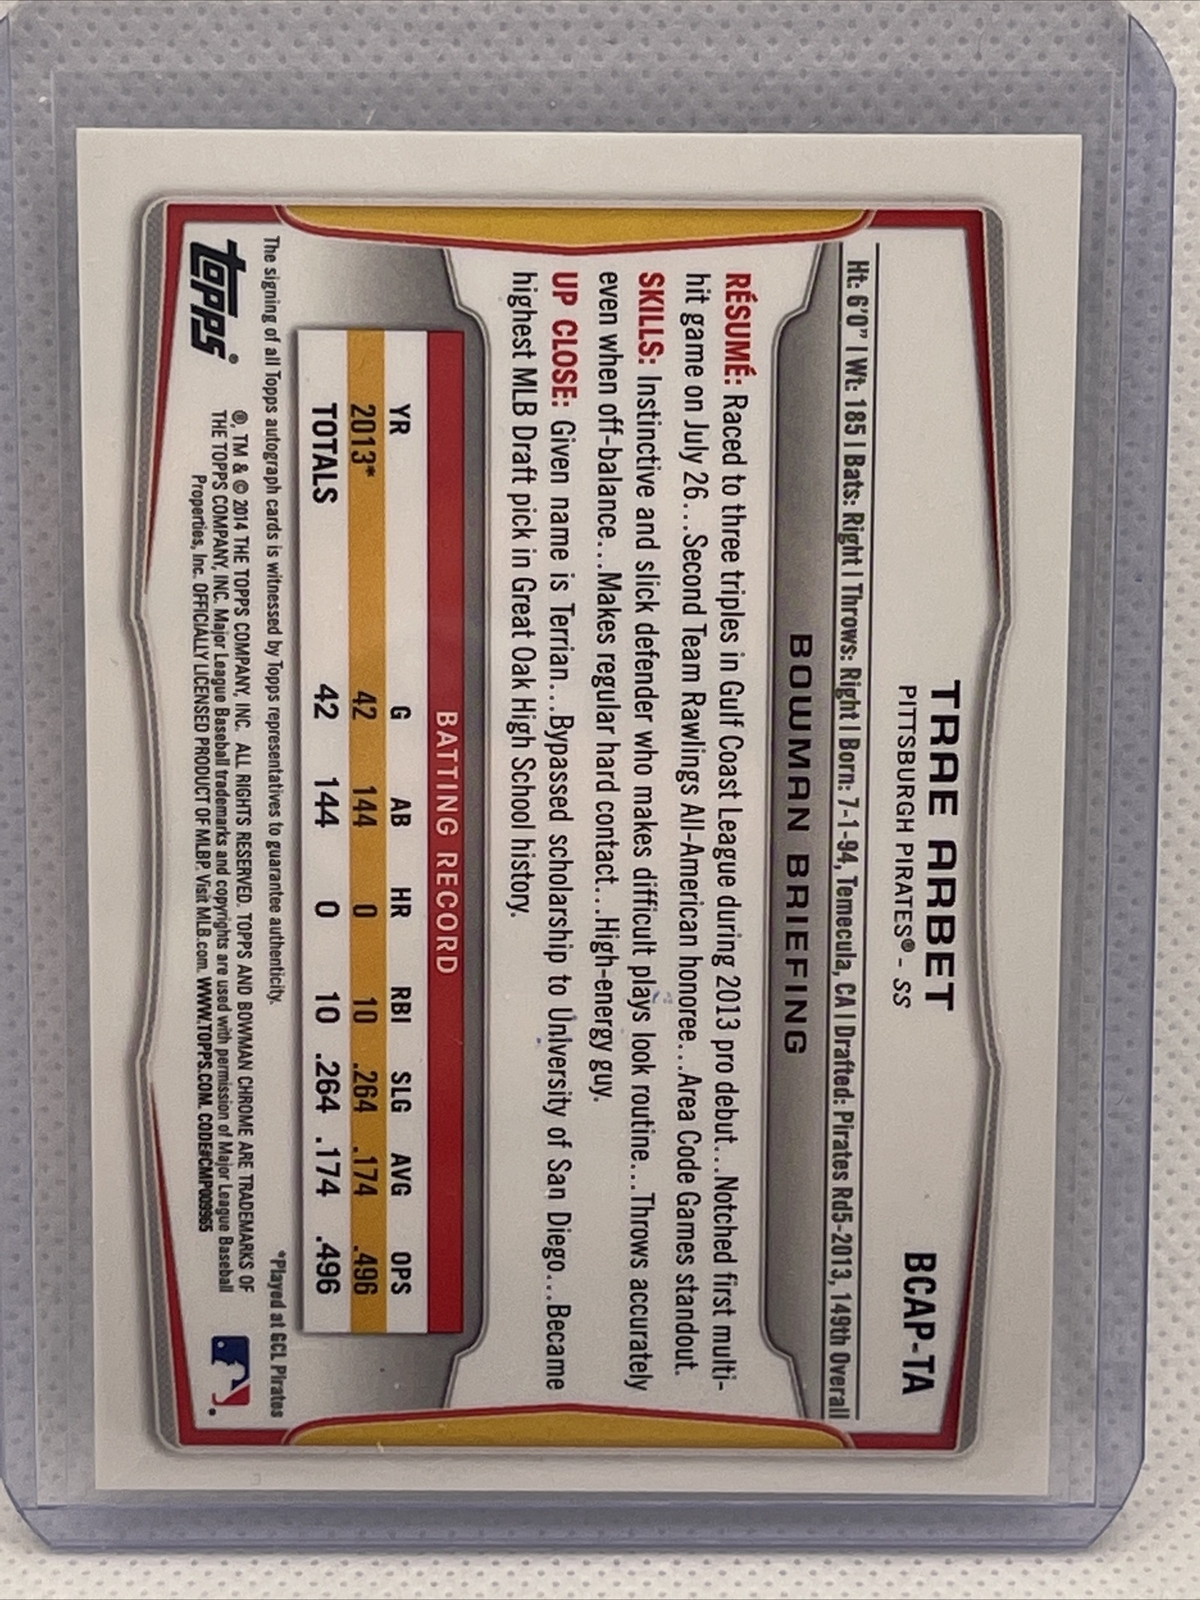 TRAE ARBET
BCAP-TA
PITTSBURGH PIRATES® - SS
Ht: 6'0" | Wt: 185 | Bats: Right | Throws: Right | Born: 7-1-94, Temecula, CA | Drafted: Pirates Rd5-2013, 149th Overall
BOWMAN BRIEFING
RÉSUMÉ: Raced to three triples in Gulf Coast League during 2013 pro debut...Notched first multi-
hit game on July 26...Second Team Rawlings All-American honoree...Area Code Games standout.
SKILLS: Instinctive and slick defender who makes difficult plays look routine...Throws accurately
even when off-balance...Makes regular hard contact...High-energy guy.
UP CLOSE: Given name is Terrian...Bypassed scholarship to University of San Diego...Became
highest MLB Draft pick in Great Oak High School history.
BATTING RECORD
YR G AB HR RBI SLG AVG OPS
2013* 42 144 0 10 .264 .174 .496
TOTALS 42 144 0 10 .264 .174 .496
*Played at GCL Pirates
The signing of all Topps autograph cards is witnessed by Topps representatives to guarantee authenticity.
topps®
®, TM & © 2014 THE TOPPS COMPANY, INC. ALL RIGHTS RESERVED. TOPPS AND BOWMAN CHROME ARE TRADEMARKS OF
THE TOPPS COMPANY, INC. Major League Baseball trademarks and copyrights are used with permission of Major League Baseball
Properties, Inc. OFFICIALLY LICENSED PRODUCT OF MLBP. Visit MLB.com. WWW.TOPPS.COM. CODE#CMP009965